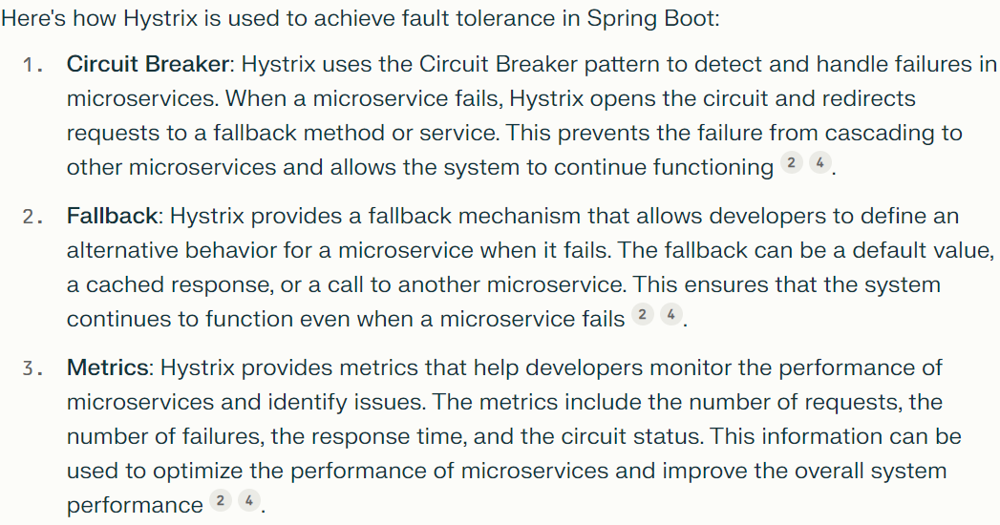 Here's how Hystrix is used to achieve fault tolerance in Spring Boot:
1. Circuit Breaker: Hystrix uses the Circuit Breaker pattern to detect and handle failures in
microservices. When a microservice fails, Hystrix opens the circuit and redirects
requests to a fallback method or service. This prevents the failure from cascading to
other microservices and allows the system to continue functioning 2 4.
2. Fallback: Hystrix provides a fallback mechanism that allows developers to define an
alternative behavior for a microservice when it fails. The fallback can be a default value,
a cached response, or a call to another microservice. This ensures that the system
continues to function even when a microservice fails 2 4.
3. Metrics: Hystrix provides metrics that help developers monitor the performance of
microservices and identify issues. The metrics include the number of requests, the
number of failures, the response time, and the circuit status. This information can be
used to optimize the performance of microservices and improve the overall system
performance 2 4.